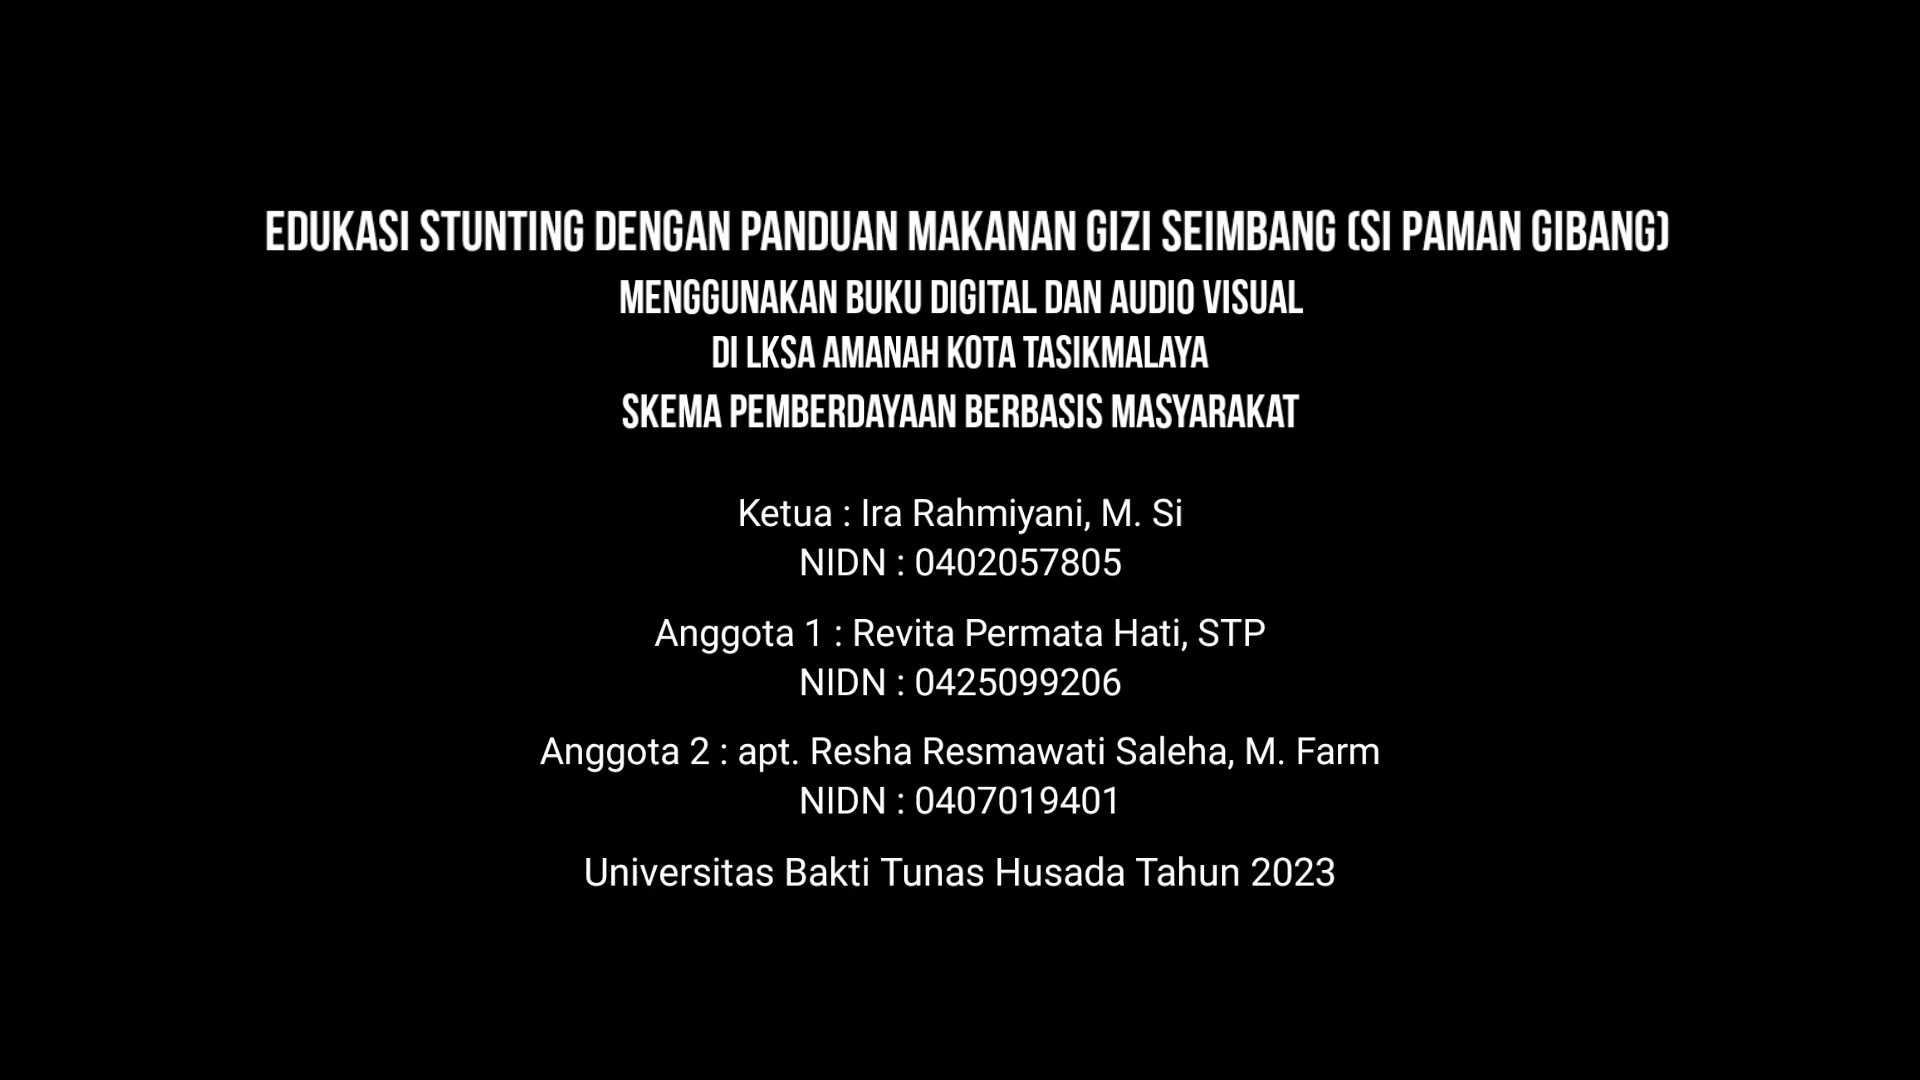 EDUKASI STUNTING DENGAN PANDUAN MAKANAN GIZI SEIMBANG (SI PAMAN GIBANG)
MENGGUNAKAN BUKU DIGITAL DAN AUDIO VISUAL
DI LKSA AMANAH KOTA TASIKMALAYA
SKEMA PEMBERDAYAAN BERBASIS MASYARAKAT
Ketua : Ira Rahmiyani, M. Si
NIDN : 0402057805
Anggota 1 : Revita Permata Hati, STP
NIDN : 0425099206
Anggota 2 : apt. Resha Resmawati Saleha, M. Farm
NIDN : 0407019401
Universitas Bakti Tunas Husada Tahun 2023